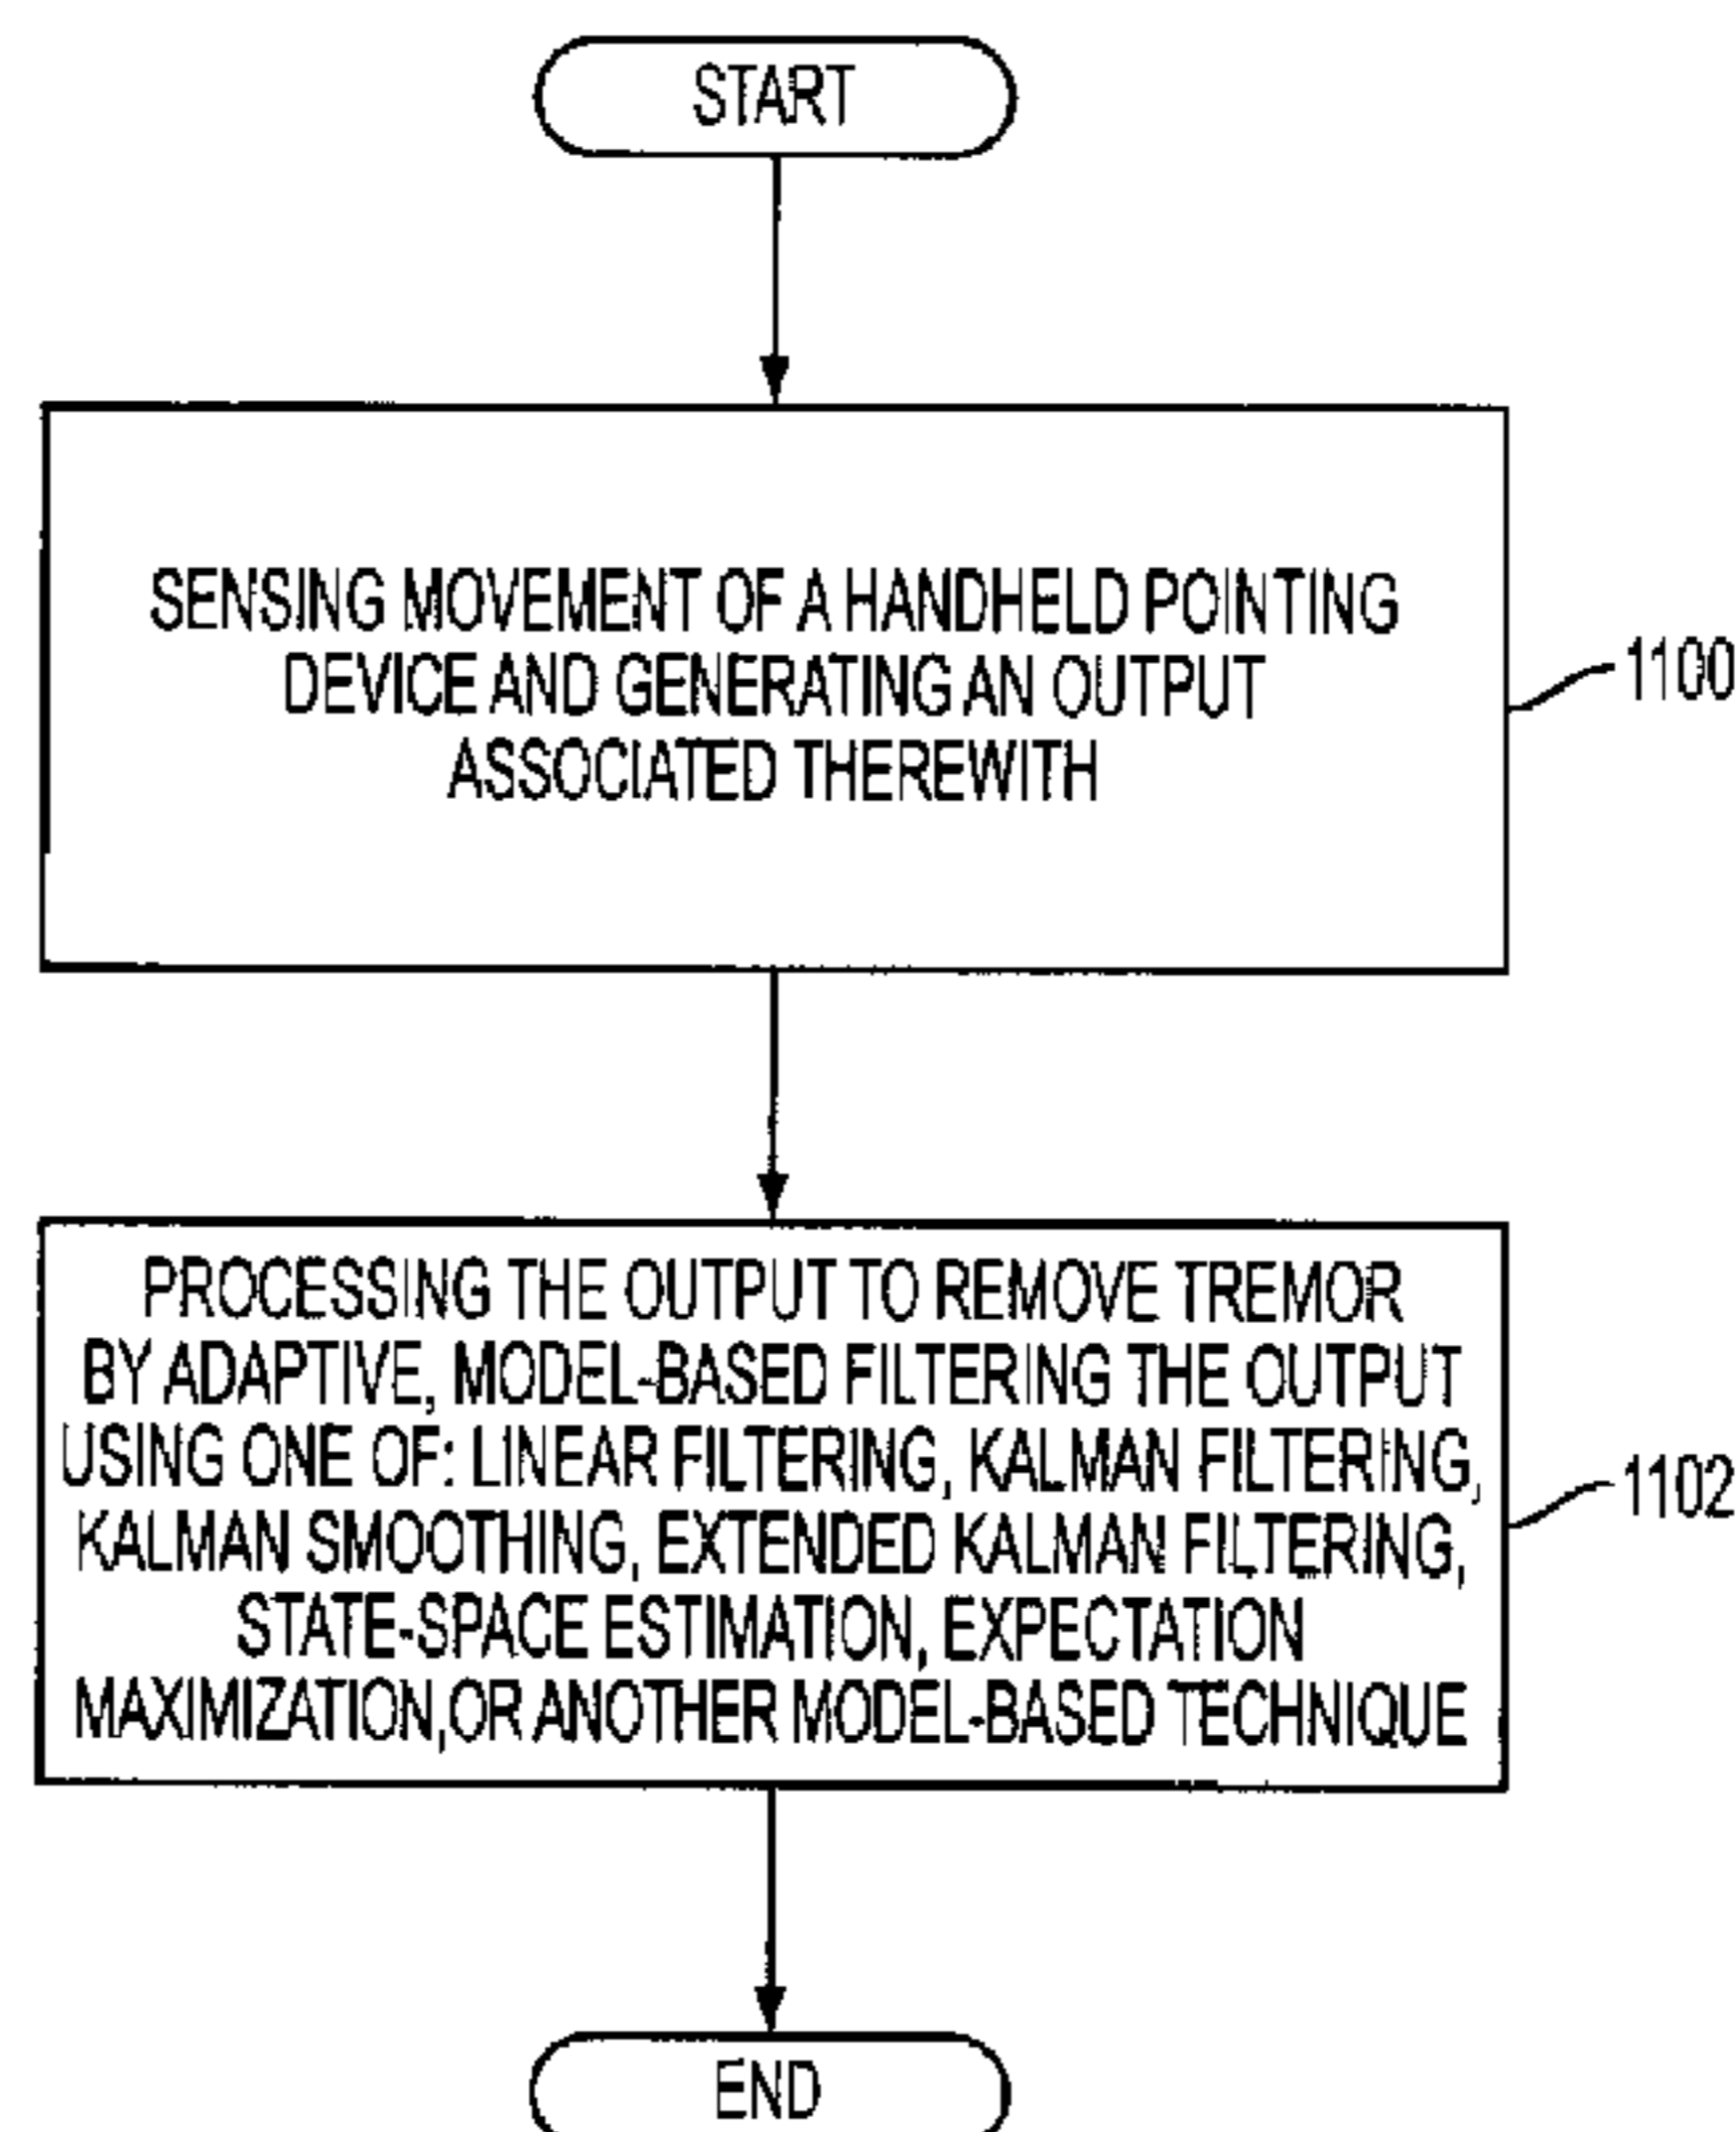 START
SENSING MOVEMENT OF A HANDHELD POINTING
DEVICE AND GENERATING AN OUTPUT
ASSOCIATED THEREWITH
1100
PROCESSING THE OUTPUT TO REMOVE TREMOR
BY ADAPTIVE, MODEL-BASED FILTERING THE OUTPUT
USING ONE OF: LINEAR FILTERING, KALMAN FILTERING,
KALMAN SMOOTHING, EXTENDED KALMAN FILTERING,
STATE-SPACE ESTIMATION, EXPECTATION
MAXIMIZATION, OR ANOTHER MODEL-BASED TECHNIQUE
1102
END